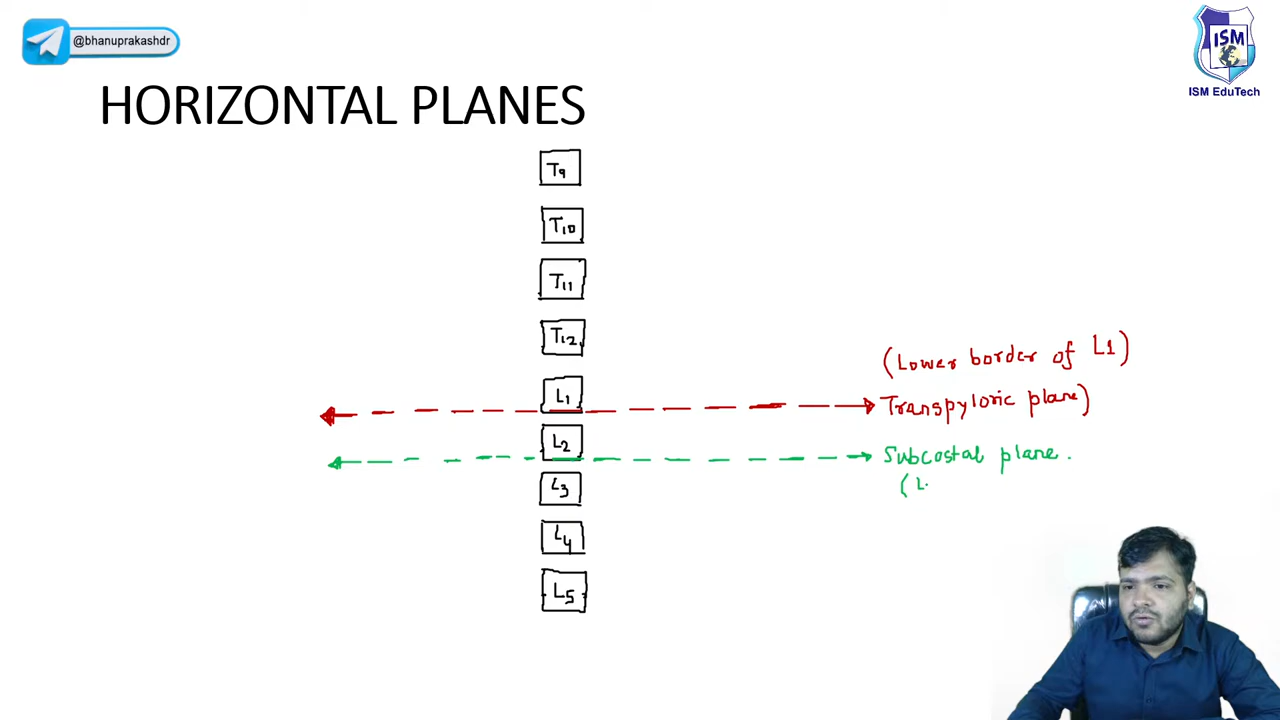 @bhanuprakashdr
ISM
ISM EduTech
HORIZONTAL PLANES
T9
T10
T11
T12
(Lower border of L1)
L1
Transpyloric plane)
L2
Subcostal plane.
L3
(L
L4
L5